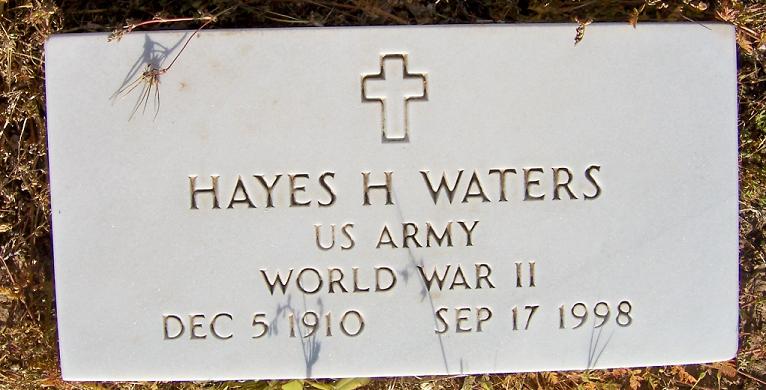 HAYES H WATERS
US ARMY
WORLD WAR II
DEC 5 1910 SEP 17 1998